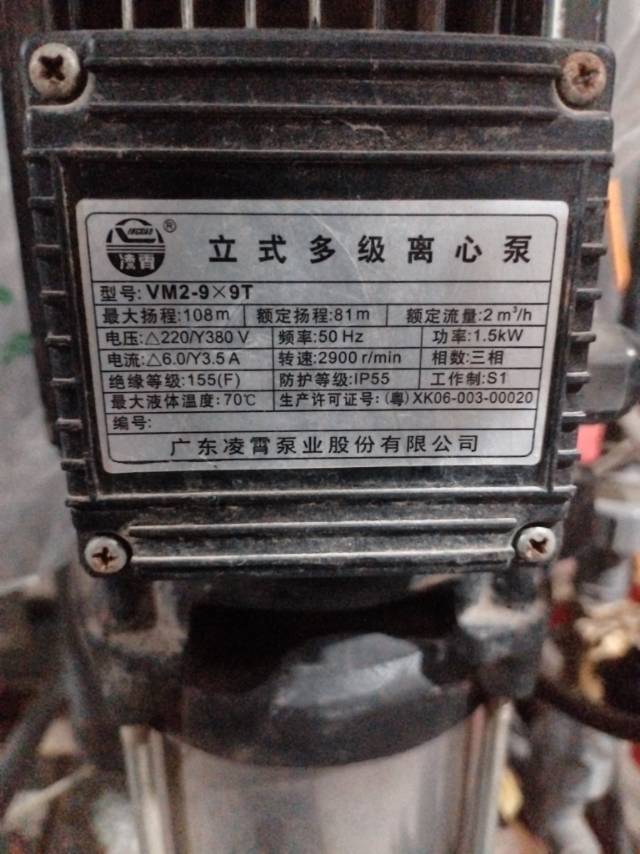 LINGXIAO ®
凌霄
立式多级离心泵
型号: VM2-9×9T
最大扬程:108m 额定扬程:81m 额定流量:2 m³/h
电压:△220/Y380 V 频率:50 Hz 功率:1.5kW
电流:△6.0/Y3.5 A 转速:2900 r/min 相数:三相
绝缘等级:155(F) 防护等级:IP55 工作制:S1
最大液体温度:70℃ 生产许可证号:(粤)XK06-003-00020
编号:
广东凌霄泵业股份有限公司